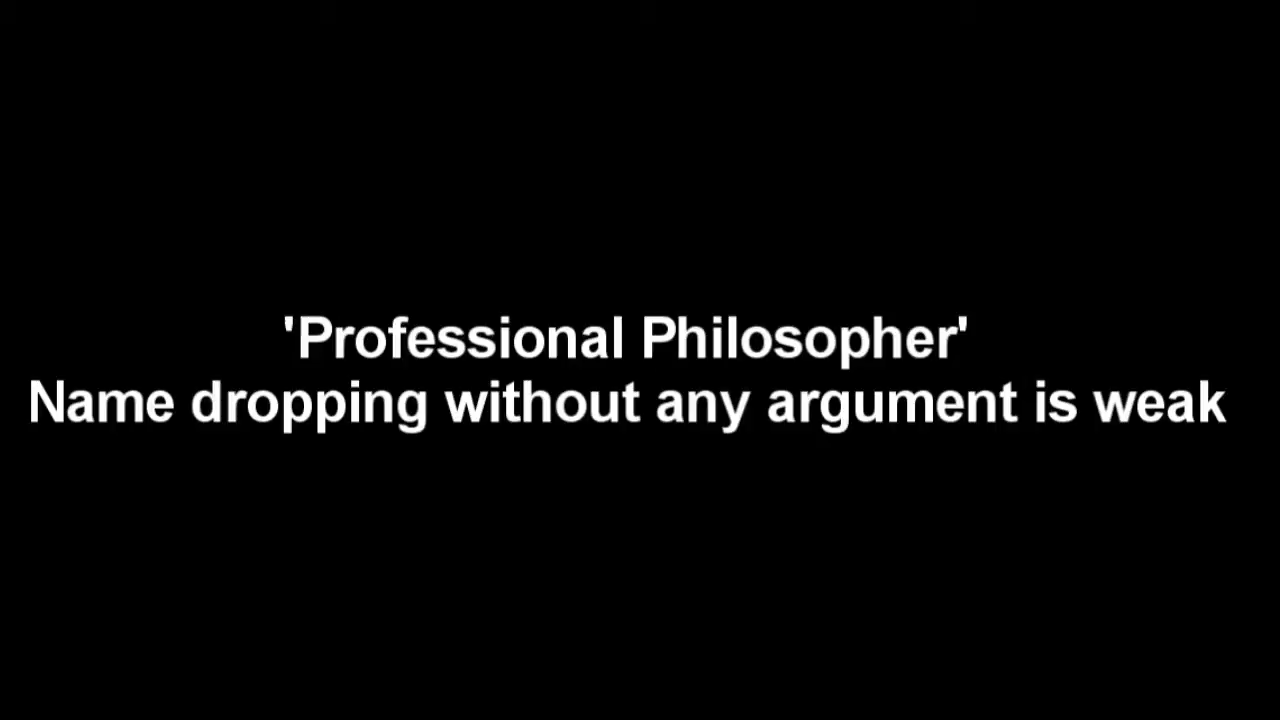 'Professional Philosopher'
Name dropping without any argument is weak